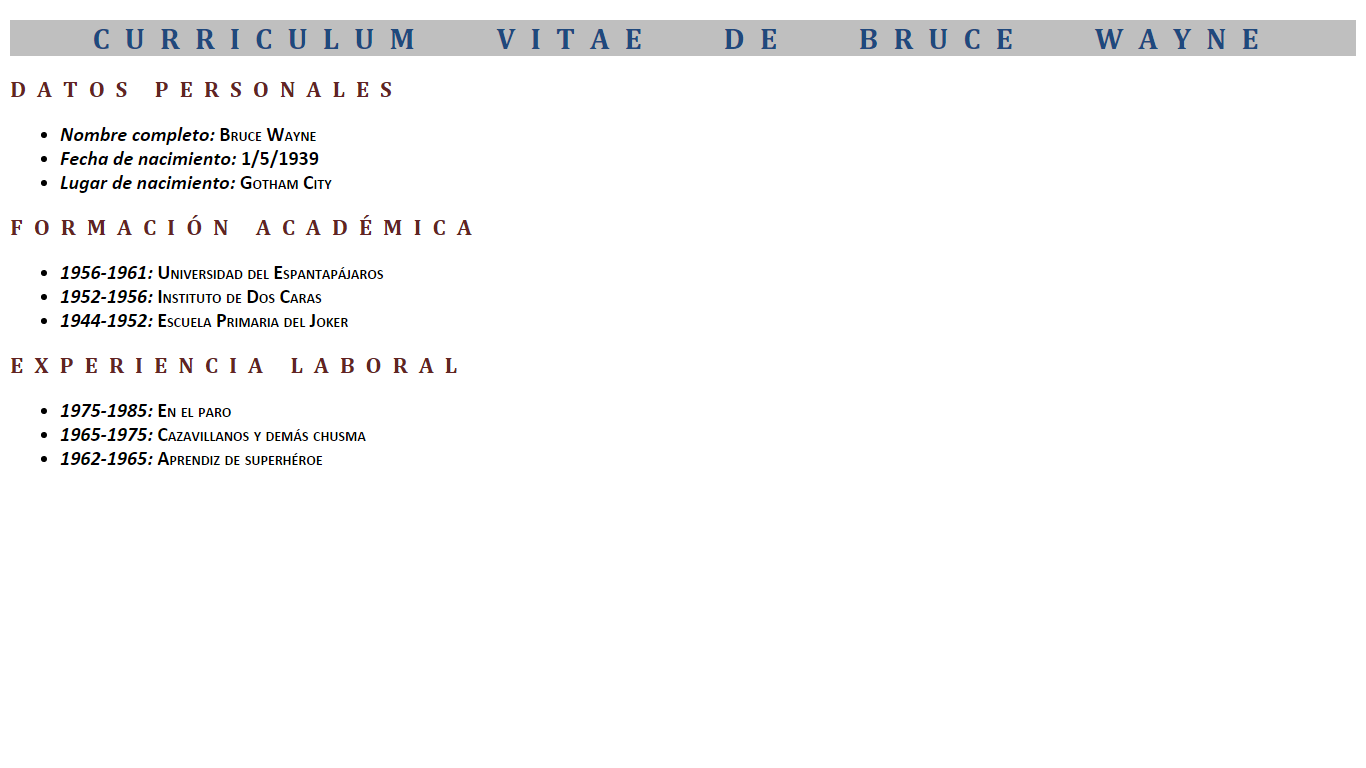 CURRICULUM VITAE DE BRUCE WAYNE
DATOS PERSONALES
• Nombre completo: Bruce Wayne
• Fecha de nacimiento: 1/5/1939
• Lugar de nacimiento: Gotham City
FORMACIÓN ACADÉMICA
• 1956-1961: Universidad del Espantapájaros
• 1952-1956: Instituto de Dos Caras
• 1944-1952: Escuela Primaria del Joker
EXPERIENCIA LABORAL
• 1975-1985: En el paro
• 1965-1975: Cazavillanos y demás chusma
• 1962-1965: Aprendiz de superhéroe